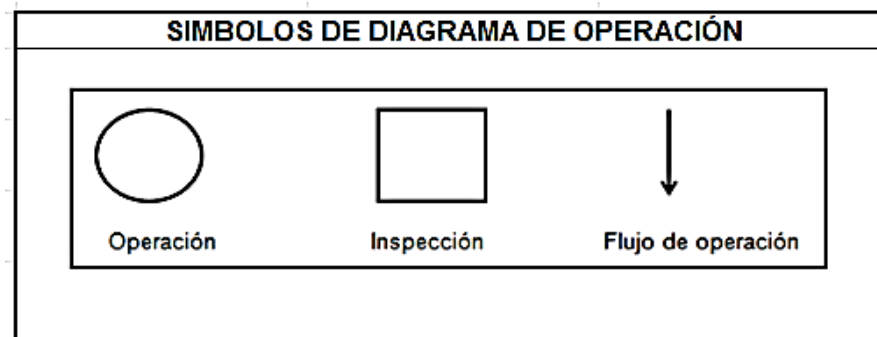 SIMBOLOS DE DIAGRAMA DE OPERACIÓN
Operación Inspección Flujo de operación